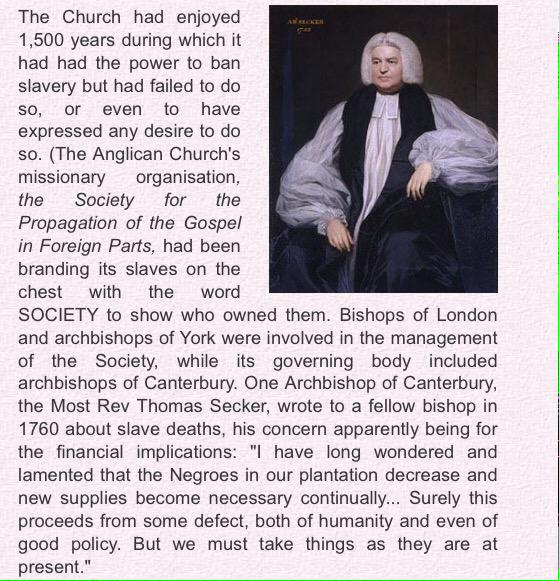 The Church had enjoyed
1,500 years during which it
had had the power to ban
slavery but had failed to do
so, or even to have
expressed any desire to do
so. (The Anglican Church's
missionary organisation,
the Society for the
Propagation of the Gospel
in Foreign Parts, had been
branding its slaves on the
chest with the word
SOCIETY to show who owned them. Bishops of London
and archbishops of York were involved in the management
of the Society, while its governing body included
archbishops of Canterbury. One Archbishop of Canterbury,
the Most Rev Thomas Secker, wrote to a fellow bishop in
1760 about slave deaths, his concern apparently being for
the financial implications: "I have long wondered and
lamented that the Negroes in our plantation decrease and
new supplies become necessary continually... Surely this
proceeds from some defect, both of humanity and even of
good policy. But we must take things as they are at
present."
SECKER